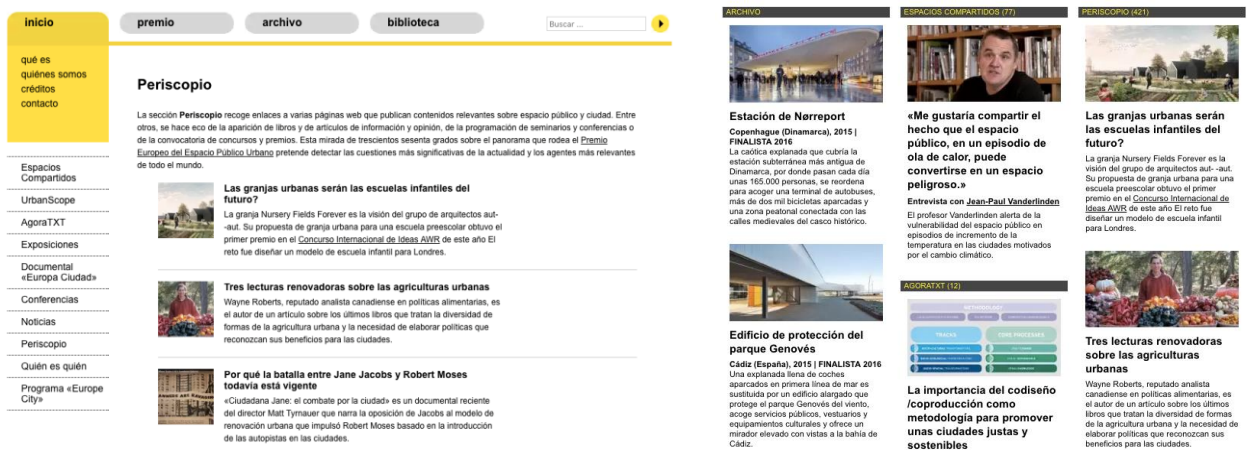 inicio
premio
archivo
biblioteca
Buscar ...
qué es
quiénes somos
créditos
contacto
Espacios
Compartidos
UrbanScope
AgoraTXT
Exposiciones
Documental
«Europa Ciudad»
Conferencias
Noticias
Periscopio
Quién es quién
Programa «Europe
City»
Periscopio
La sección Periscopio recoge enlaces a varias páginas web que publican contenidos relevantes sobre espacio público y ciudad. Entre
otros, se hace eco de la aparición de libros y de artículos de información y opinión, de la programación de seminarios y conferencias o
de la convocatoria de concursos y premios. Esta mirada de trescientos sesenta grados sobre el panorama que rodea el Premio
Europeo del Espacio Público Urbano pretende detectar las cuestiones más significativas de la actualidad y los agentes más relevantes
de todo el mundo.
Las granjas urbanas serán las escuelas infantiles del
futuro?
La granja Nursery Fields Forever es la visión del grupo de arquitectos aut-
-aut. Su propuesta de granja urbana para una escuela preescolar obtuvo el
primer premio en el Concurso Internacional de Ideas AWR de este año El
reto fue diseñar un modelo de escuela infantil para Londres.
Tres lecturas renovadoras sobre las agriculturas urbanas
Wayne Roberts, reputado analista canadiense en políticas alimentarias, es
el autor de un artículo sobre los últimos libros que tratan la diversidad de
formas de la agricultura urbana y la necesidad de elaborar políticas que
reconozcan sus beneficios para las ciudades.
Por qué la batalla entre Jane Jacobs y Robert Moses
todavía está vigente
«Ciudadana Jane: el combate por la ciudad» es un documental reciente
del director Matt Tyrnauer que narra la oposición de Jacobs al modelo de
renovación urbana que impulsó Robert Moses basado en la introducción
de las autopistas en las ciudades.
ARCHIVO
Estación de Nørreport
Copenhague (Dinamarca), 2015 |
FINALISTA 2016
La caótica explanada que cubría la
estación subterránea más antigua de
Dinamarca, por donde pasan cada día
unas 165.000 personas, se reordena
para acoger una terminal de autobuses,
más de dos mil bicicletas aparcadas y
una zona peatonal conectada con las
calles medievales del casco histórico.
Edificio de protección del
parque Genovés
Cádiz (España), 2015 | FINALISTA 2016
Una explanada llena de coches
aparcados en primera línea de mar es
sustituida por un edificio alargado que
protege el parque Genovés del viento,
acoge servicios públicos, vestuarios y
equipamientos culturales y ofrece un
mirador elevado con vistas a la bahía de
Cádiz.
ESPACIOS COMPARTIDOS (77)
«Me gustaría compartir el
hecho que el espacio
público, en un episodio de
ola de calor, puede
convertirse en un espacio
peligroso.»
Entrevista con Jean-Paul Vanderlinden
El profesor Vanderlinden alerta de la
vulnerabilidad del espacio público en
episodios de incremento de la
temperatura en las ciudades motivados
por el cambio climático.
AGORATXT (12)
METHODOLOGY
TRACKS
CORE PROCESSES
La importancia del codiseño
/coproducción como
metodología para promover
unas ciudades justas y
sostenibles
PERISCOPIO (421)
Las granjas urbanas serán
las escuelas infantiles del
futuro?
La granja Nursery Fields Forever es la
visión del grupo de arquitectos aut- -aut.
Su propuesta de granja urbana para una
escuela preescolar obtuvo el primer
premio en el Concurso Internacional de
Ideas AWR de este año El reto fue
diseñar un modelo de escuela infantil
para Londres.
Tres lecturas renovadoras
sobre las agriculturas
urbanas
Wayne Roberts, reputado analista
canadiense en políticas alimentarias, es
el autor de un artículo sobre los últimos
libros que tratan la diversidad de formas
de la agricultura urbana y la necesidad de
elaborar políticas que reconozcan sus
beneficios para las ciudades.